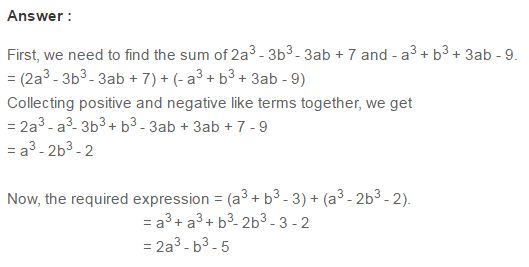 Answer :
First, we need to find the sum of 2a³ - 3b³ - 3ab + 7 and - a³ + b³ + 3ab - 9.
= (2a³ - 3b³ - 3ab + 7) + (- a³ + b³ + 3ab - 9)
Collecting positive and negative like terms together, we get
= 2a³ - a³- 3b³ + b³ - 3ab + 3ab + 7 - 9
= a³ - 2b³ - 2
Now, the required expression = (a³ + b³ - 3) + (a³ - 2b³ - 2).
= a³ + a³ + b³- 2b³ - 3 - 2
= 2a³ - b³ - 5